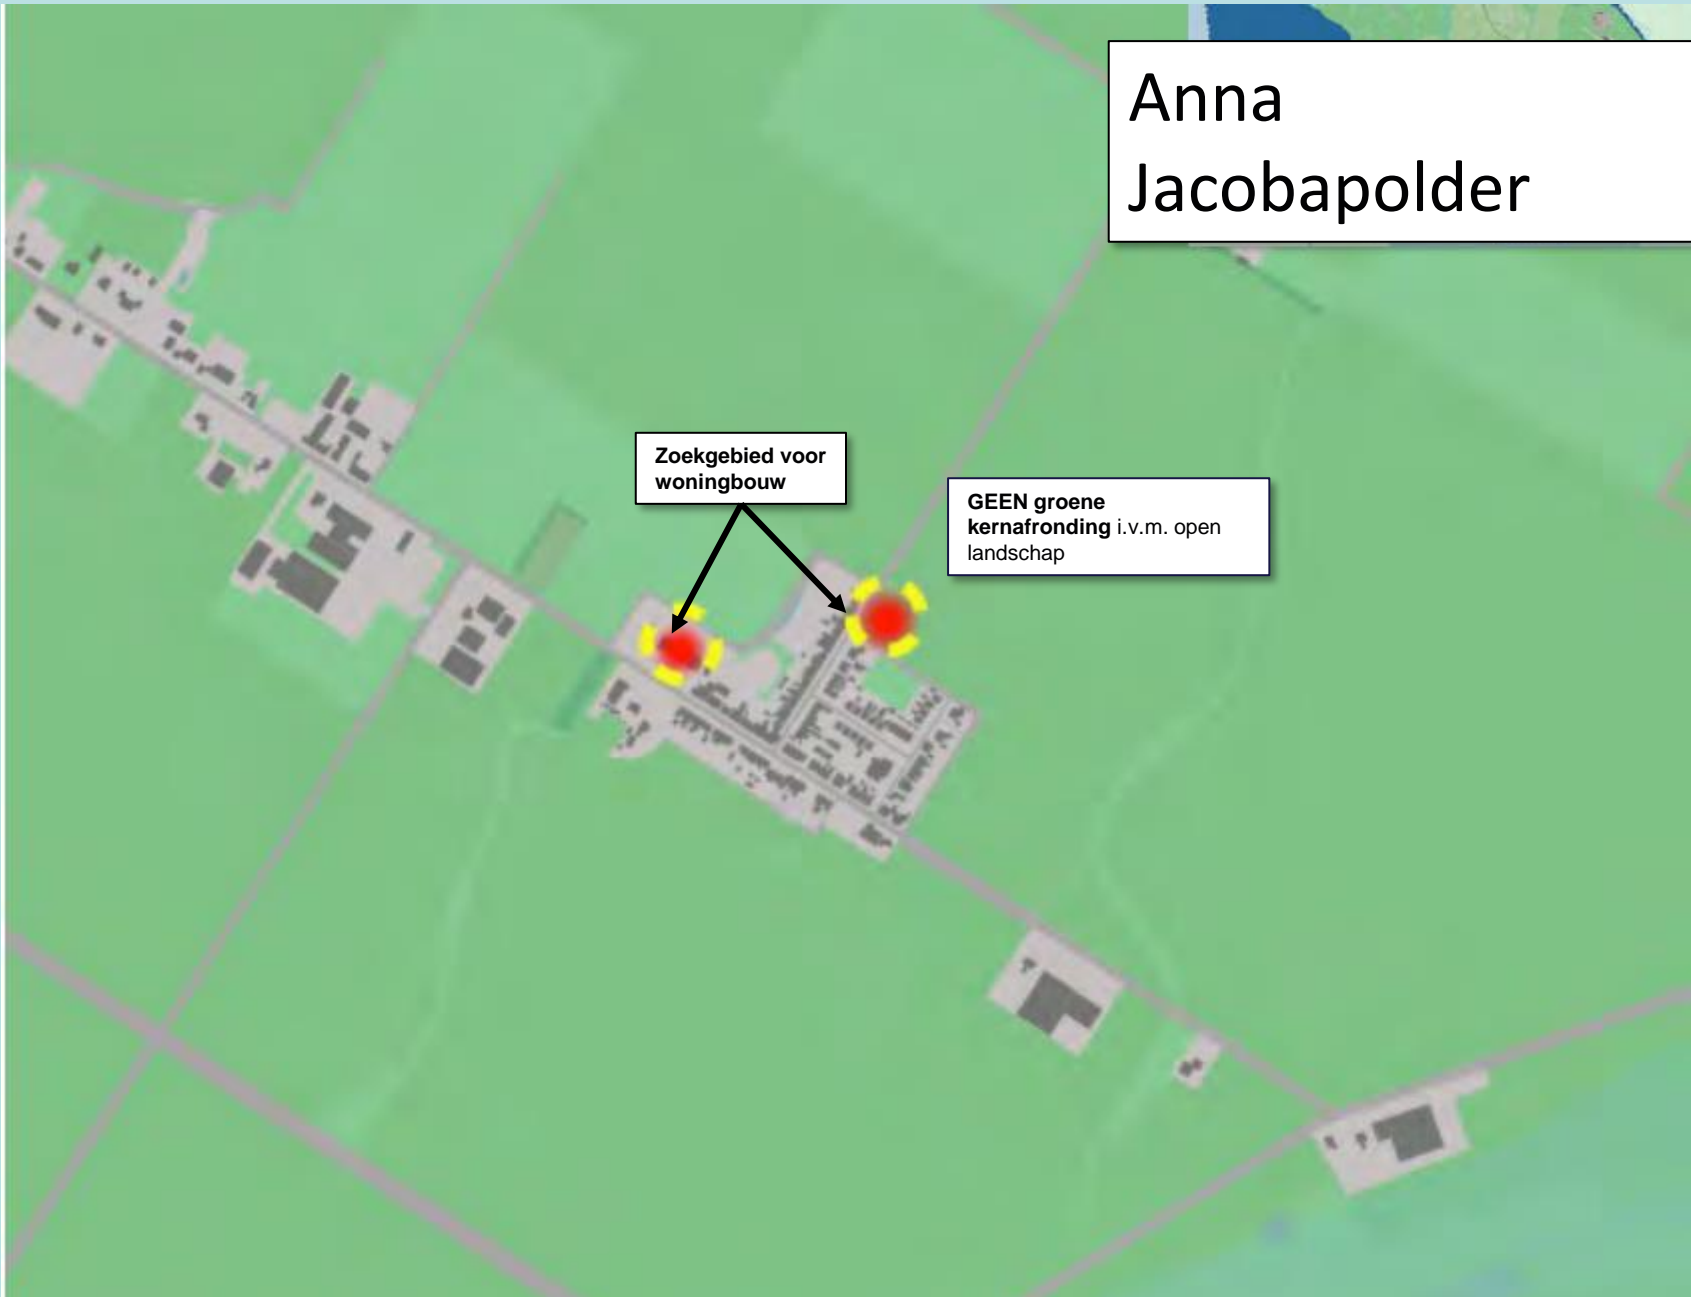 Anna
Jacobapolder
Zoekgebied voor
woningbouw
GEEN groene
kernafronding i.v.m. open
landschap